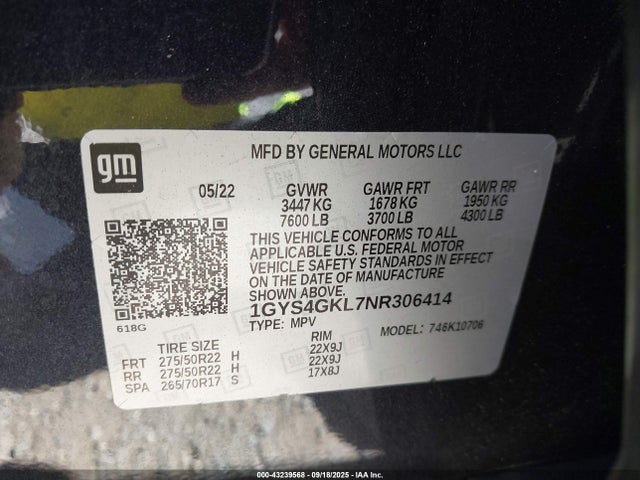 gm
MFD BY GENERAL MOTORS LLC
05/22 GVWR GAWR FRT GAWR RR
3447 KG 1678 KG 1950 KG
7600 LB 3700 LB 4300 LB
THIS VEHICLE CONFORMS TO ALL
APPLICABLE U.S. FEDERAL MOTOR
VEHICLE SAFETY STANDARDS IN EFFECT
ON THE DATE OF MANUFACTURE
SHOWN ABOVE.
1GYS4GKL7NR306414
TYPE: MPV MODEL: 746K10706
618G
TIRE SIZE RIM
FRT 275/50R22 H 22X9J
RR 275/50R22 H 22X9J
SPA 265/70R17 S 17X8J
000-43239568 - 09/18/2025 - IAA Inc.